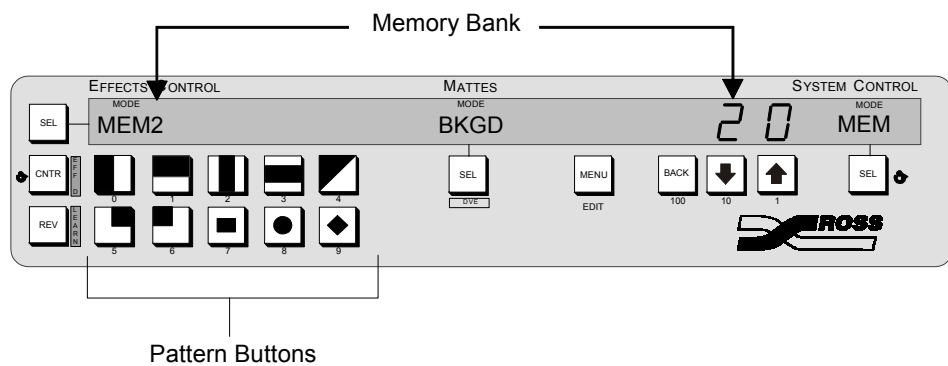 Memory Bank
EFFECTS CONTROL MATTES SYSTEM CONTROL
MODE MODE MODE
SEL MEM2 BKGD 20 MEM
CNTR EFF D SEL MENU BACK SEL
0 1 2 3 4 DVE EDIT 100 10 1
REV LEARN ROSS
5 6 7 8 9
Pattern Buttons